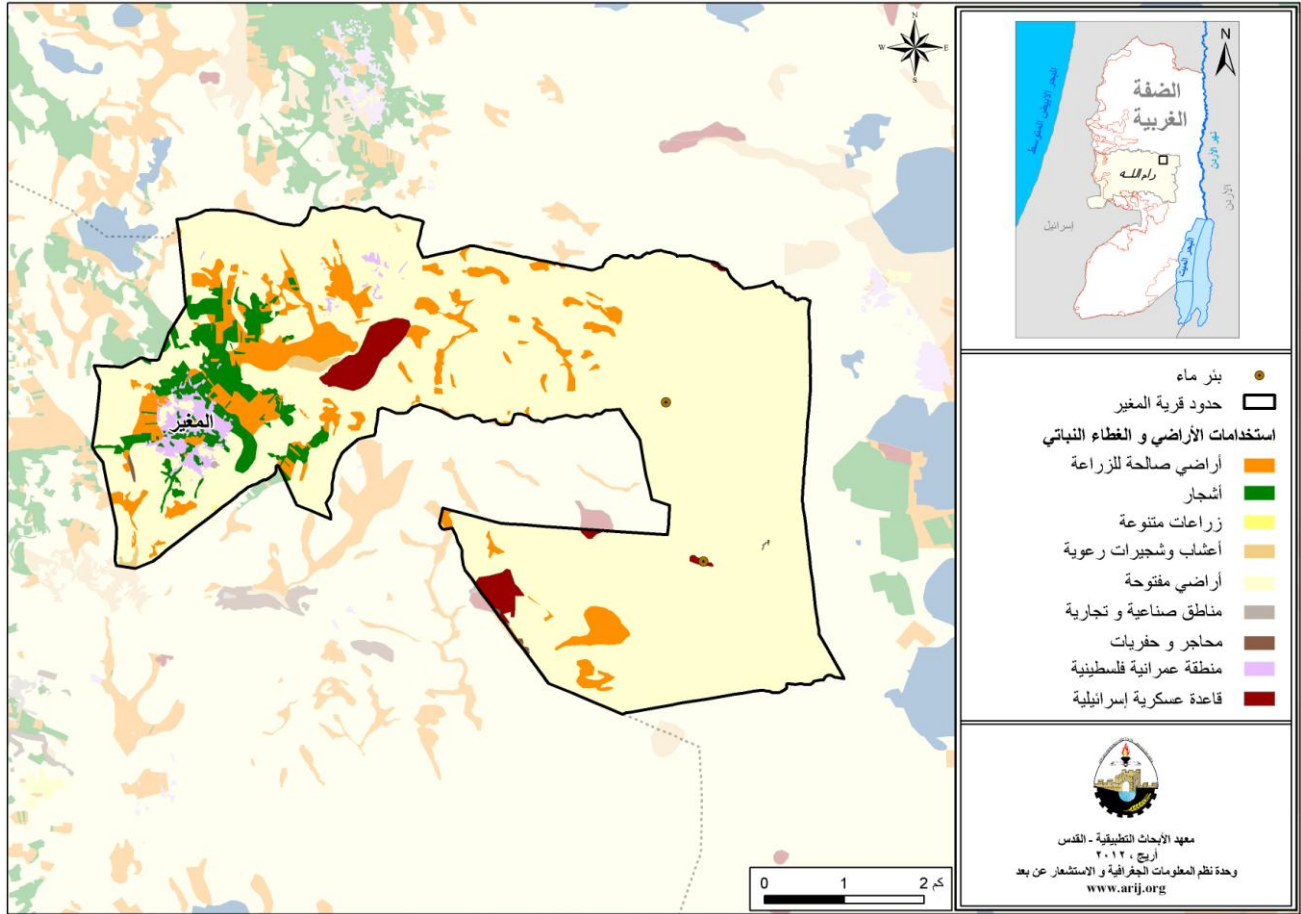 N
W
E
S
المغير
0
1
2 كم
N
البحر الابيض المتوسط
الضفة
الغربية
نهر الأردن
رام الله
الأردن
إسرائيل
البحر الميت
بئر ماء
حدود قرية المغير
استخدامات الأراضي و الغطاء النباتي
أراضي صالحة للزراعة
أشجار
زراعات متنوعة
أعشاب وشجيرات رعوية
أراضي مفتوحة
مناطق صناعية و تجارية
محاجر و حفريات
منطقة عمرانية فلسطينية
قاعدة عسكرية إسرائيلية
معهد الأبحاث التطبيقية - القدس
أريج ، ٢٠١٢
وحدة نظم المعلومات الجغرافية و الاستشعار عن بعد
www.arij.org